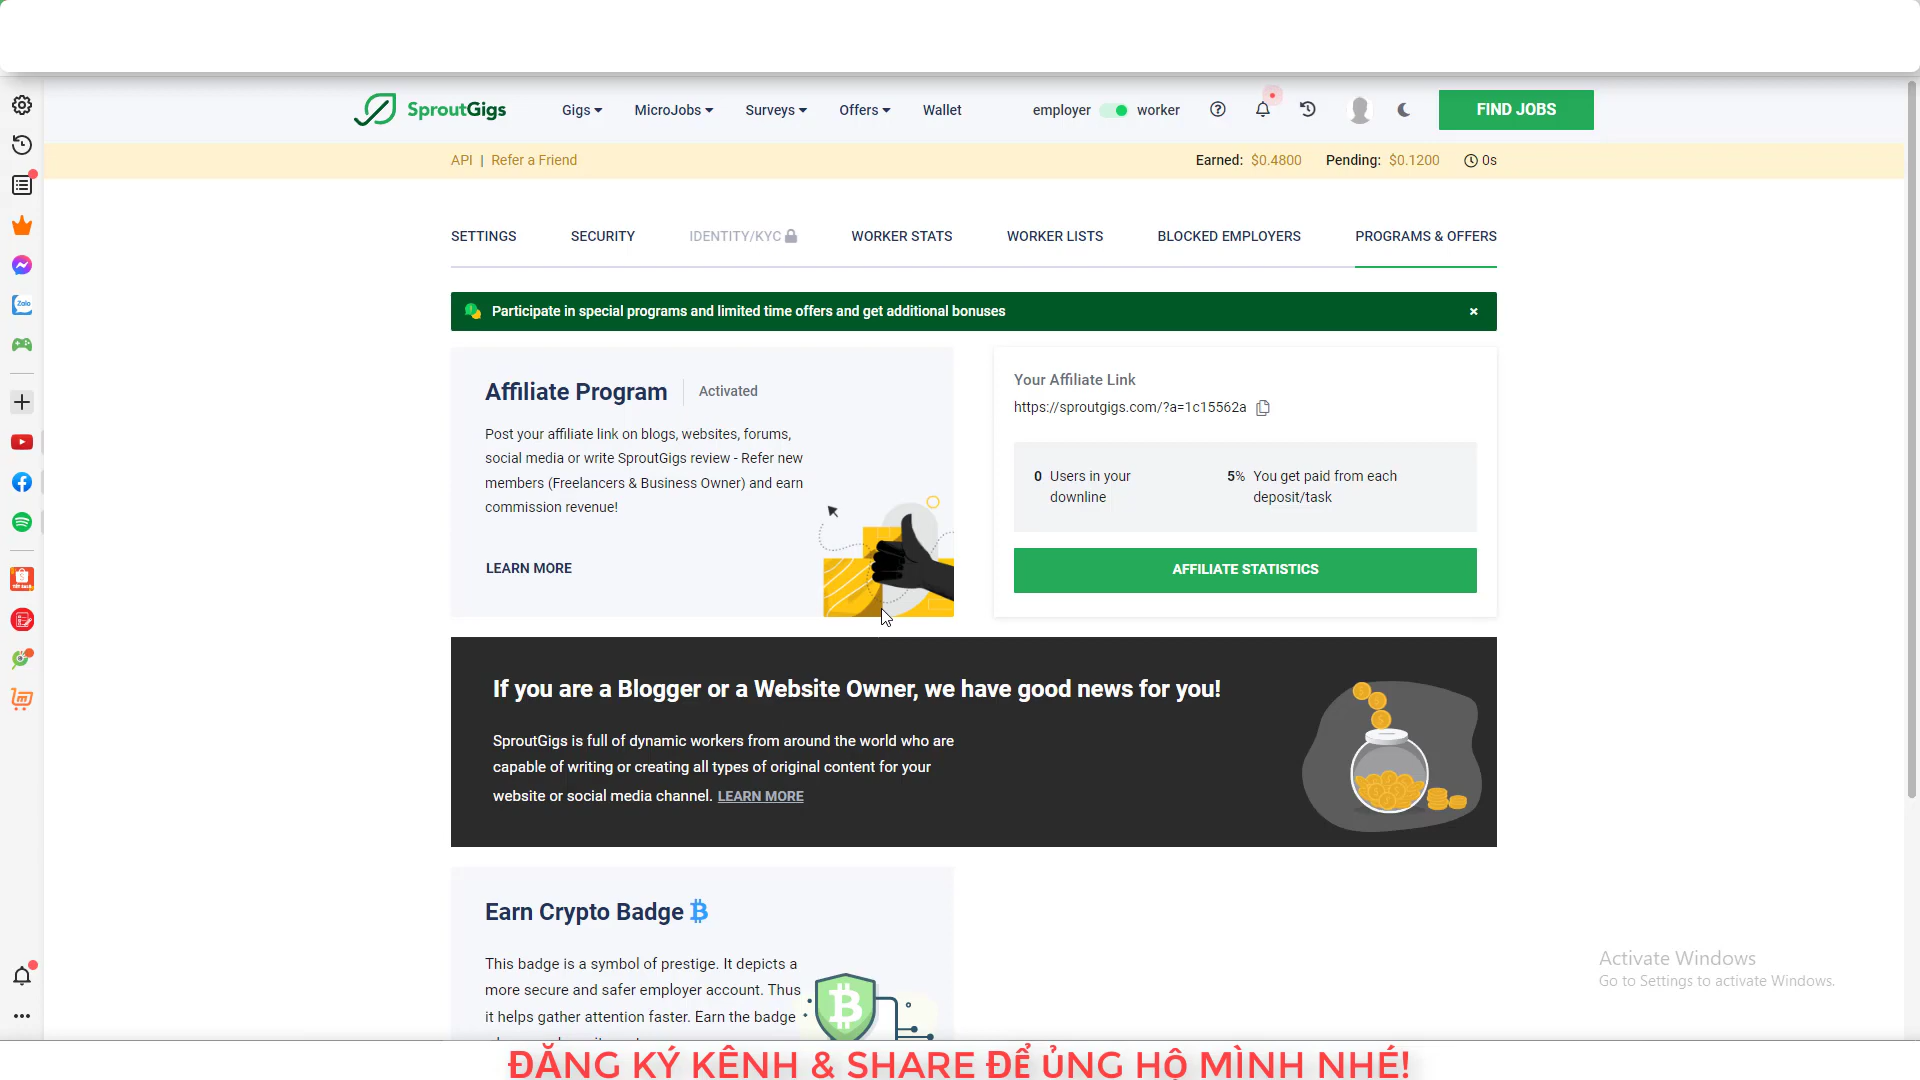 SproutGigs
Gigs
MicroJobs
Surveys
Offers
Wallet
employer
worker
FIND JOBS
API | Refer a Friend
Earned: $0.4800
Pending: $0.1200
0s
SETTINGS
SECURITY
IDENTITY/KYC
WORKER STATS
WORKER LISTS
BLOCKED EMPLOYERS
PROGRAMS & OFFERS
Participate in special programs and limited time offers and get additional bonuses
Affiliate Program
Activated
Post your affiliate link on blogs, websites, forums,
social media or write SproutGigs review - Refer new
members (Freelancers & Business Owner) and earn
commission revenue!
LEARN MORE
Your Affiliate Link
https://sproutgigs.com/?a=1c15562a
0 Users in your
downline
5% You get paid from each
deposit/task
AFFILIATE STATISTICS
If you are a Blogger or a Website Owner, we have good news for you!
SproutGigs is full of dynamic workers from around the world who are
capable of writing or creating all types of original content for your
website or social media channel. LEARN MORE
Earn Crypto Badge
This badge is a symbol of prestige. It depicts a
more secure and safer employer account. Thus
it helps gather attention faster. Earn the badge
Zalo
Activate Windows
Go to Settings to activate Windows.
ĐĂNG KÝ KÊNH & SHARE ĐỂ ỦNG HỘ MÌNH NHÉ!